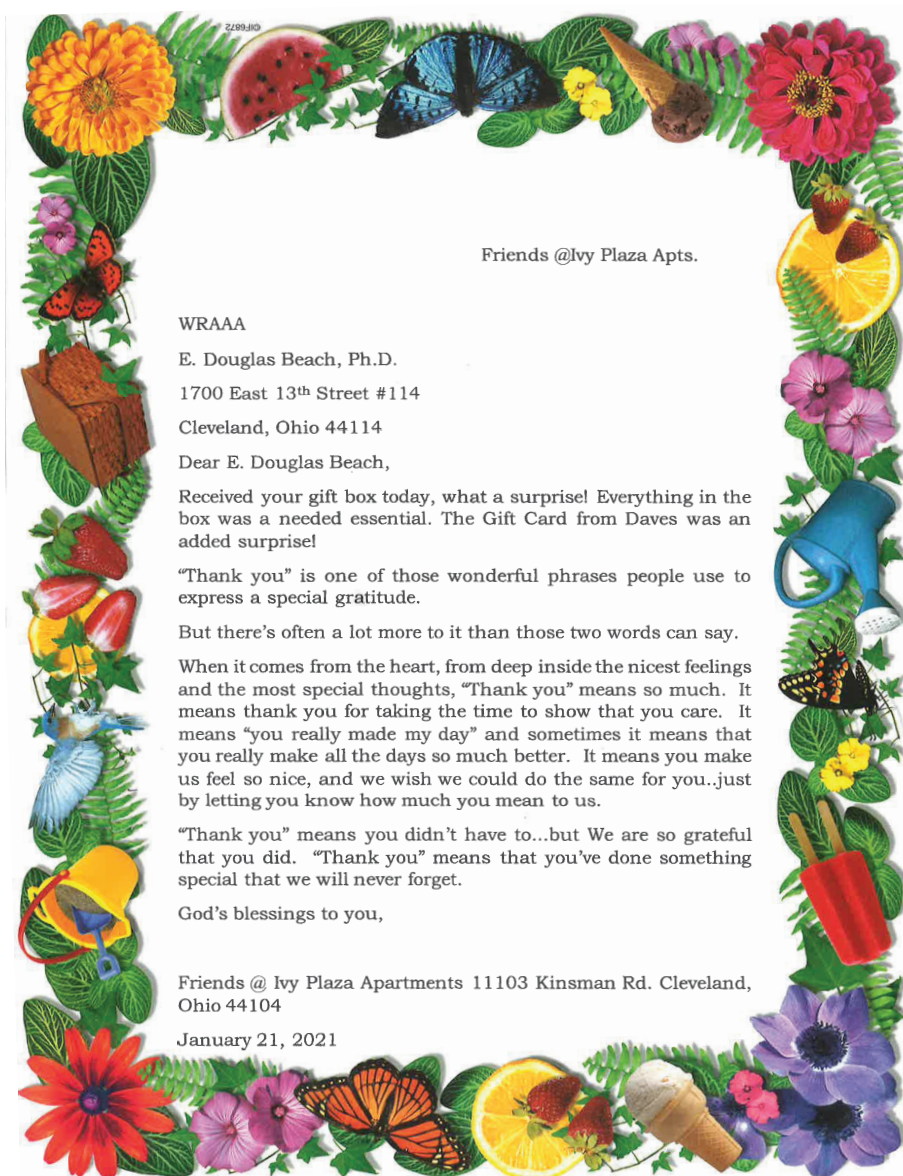 ©IF6872
Friends @Ivy Plaza Apts.
WRAAA
E. Douglas Beach, Ph.D.
1700 East 13th Street #114
Cleveland, Ohio 44114
Dear E. Douglas Beach,
Received your gift box today, what a surprise! Everything in the
box was a needed essential. The Gift Card from Daves was an
added surprise!
“Thank you” is one of those wonderful phrases people use to
express a special gratitude.
But there’s often a lot more to it than those two words can say.
When it comes from the heart, from deep inside the nicest feelings
and the most special thoughts, “Thank you” means so much. It
means thank you for taking the time to show that you care. It
means “you really made my day” and sometimes it means that
you really make all the days so much better. It means you make
us feel so nice, and we wish we could do the same for you..just
by letting you know how much you mean to us.
“Thank you” means you didn’t have to...but We are so grateful
that you did. “Thank you” means that you’ve done something
special that we will never forget.
God’s blessings to you,
Friends @ Ivy Plaza Apartments 11103 Kinsman Rd. Cleveland,
Ohio 44104
January 21, 2021